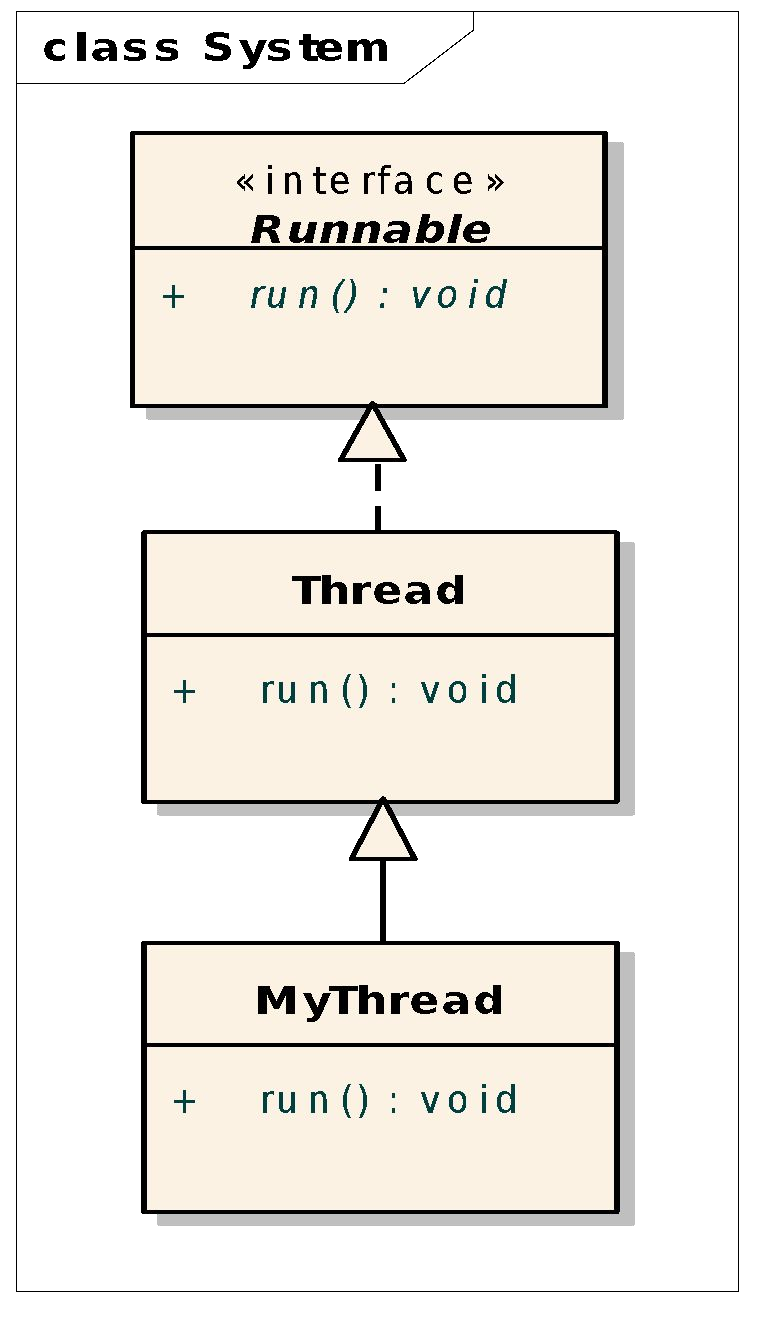 class System
«interface»
Runnable
+ run() : void
Thread
+ run() : void
MyThread
+ run() : void